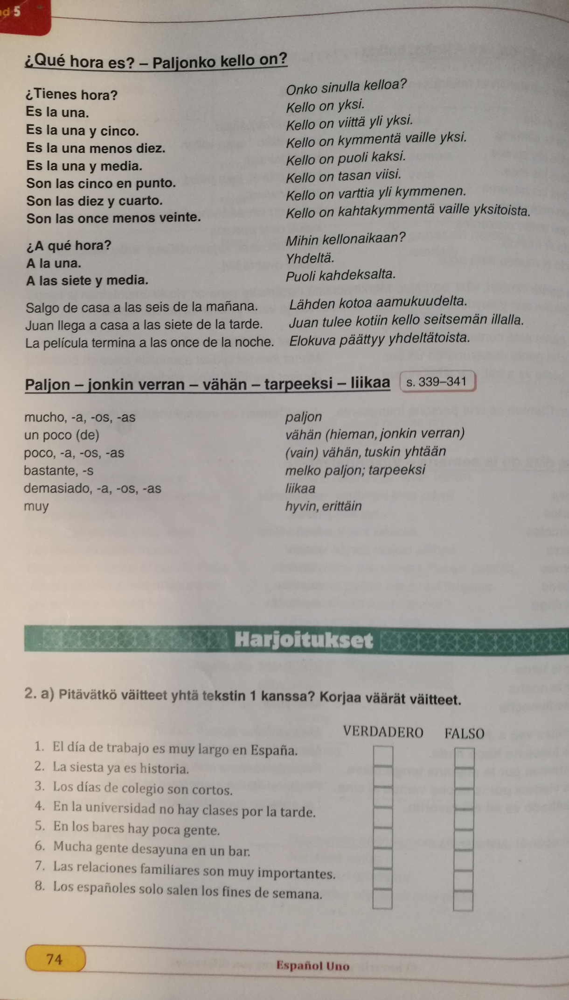 5
¿Qué hora es? – Paljonko kello on?
¿Tienes hora? Onko sinulla kelloa?
Es la una. Kello on yksi.
Es la una y cinco. Kello on viittä yli yksi.
Es la una menos diez. Kello on kymmentä vaille yksi.
Es la una y media. Kello on puoli kaksi.
Son las cinco en punto. Kello on tasan viisi.
Son las diez y cuarto. Kello on varttia yli kymmenen.
Son las once menos veinte. Kello on kahtakymmentä vaille yksitoista.
¿A qué hora? Mihin kellonaikaan?
A la una. Yhdeltä.
A las siete y media. Puoli kahdeksalta.
Salgo de casa a las seis de la mañana. Lähden kotoa aamukuudelta.
Juan llega a casa a las siete de la tarde. Juan tulee kotiin kello seitsemän illalla.
La película termina a las once de la noche. Elokuva päättyy yhdeltätoista.
Paljon – jonkin verran – vähän – tarpeeksi – liikaa s. 339–341
mucho, -a, -os, -as paljon
un poco (de) vähän (hieman, jonkin verran)
poco, -a, -os, -as (vain) vähän, tuskin yhtään
bastante, -s melko paljon; tarpeeksi
demasiado, -a, -os, -as liikaa
muy hyvin, erittäin
Harjoitukset
2. a) Pitävätkö väitteet yhtä tekstin 1 kanssa? Korjaa väärät väitteet.
VERDADERO FALSO
1. El día de trabajo es muy largo en España.
2. La siesta ya es historia.
3. Los días de colegio son cortos.
4. En la universidad no hay clases por la tarde.
5. En los bares hay poca gente.
6. Mucha gente desayuna en un bar.
7. Las relaciones familiares son muy importantes.
8. Los españoles solo salen los fines de semana.
74
Español Uno